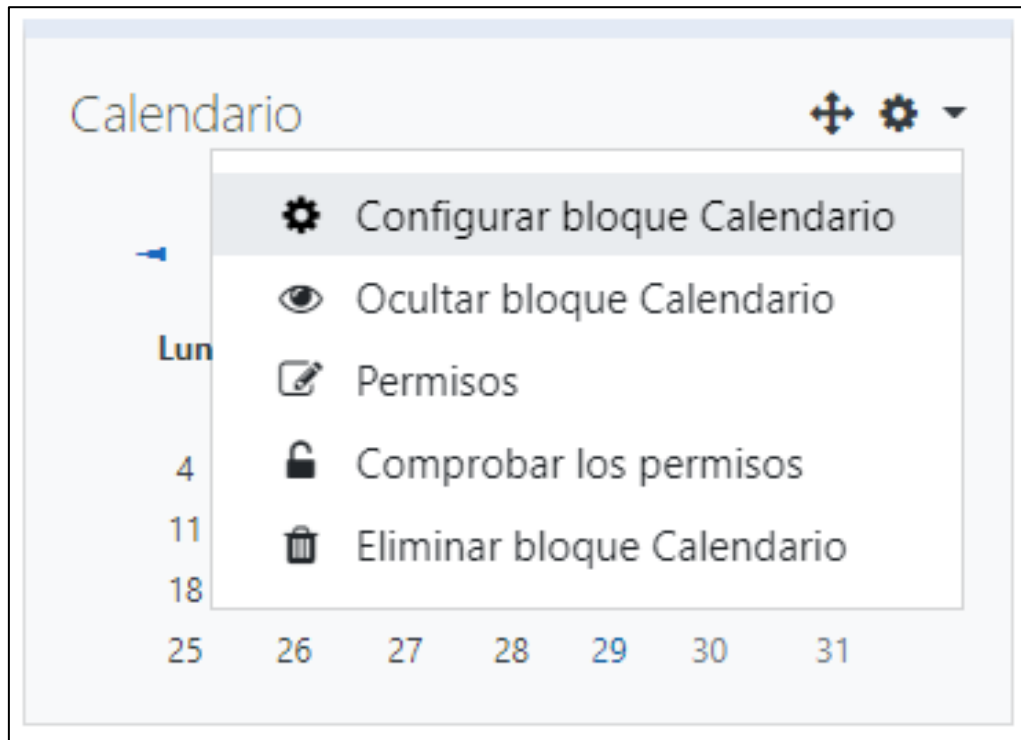 Calendario
Configurar bloque Calendario
Ocultar bloque Calendario
Lun
Permisos
4
Comprobar los permisos
11
Eliminar bloque Calendario
18
25 26 27 28 29 30 31